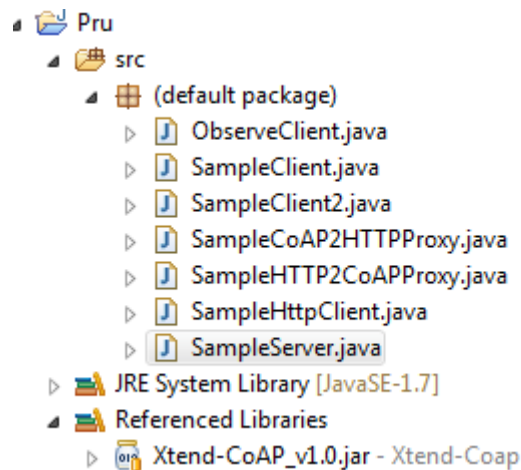 Pru
src
(default package)
ObserveClient.java
SampleClient.java
SampleClient2.java
SampleCoAP2HTTPProxy.java
SampleHTTP2CoAPProxy.java
SampleHttpClient.java
SampleServer.java
JRE System Library [JavaSE-1.7]
Referenced Libraries
Xtend-CoAP_v1.0.jar - Xtend-Coap